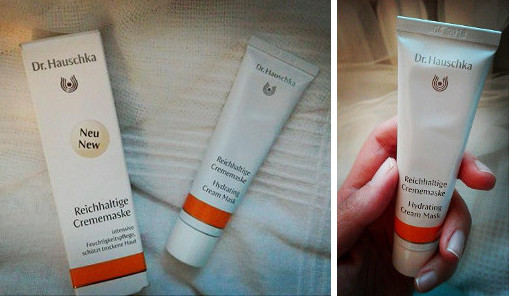 Dr. Hauschka
Neu
New
Reichhaltige
Crememaske
intensive
Feuchtigkeitspflege,
schützt trockene Haut
Dr. Hauschka
Reichhaltige
Crememaske
Hydrating
Cream Mask
Dr. Hauschka
Reichhaltige
Crememaske
Hydrating
Cream Mask